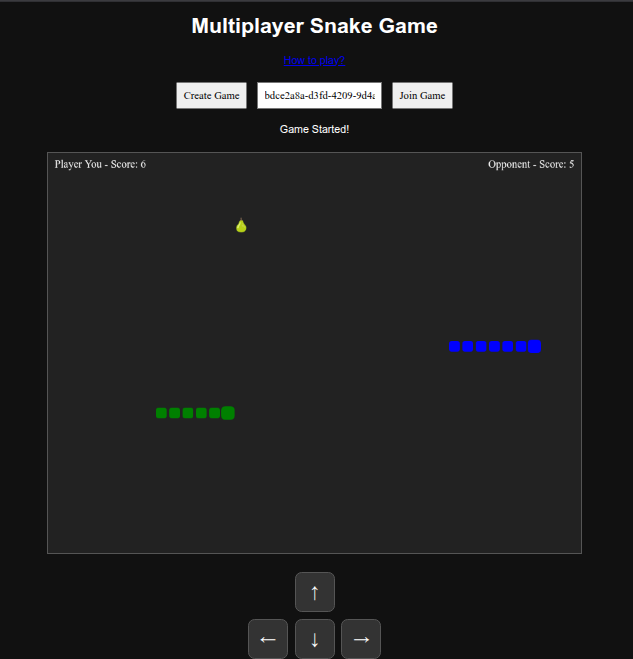 Multiplayer Snake Game
How to play?
Create Game bdce2a8a-d3fd-4209-9d4a Join Game
Game Started!
Player You - Score: 6 Opponent - Score: 5
↑
← ↓ →